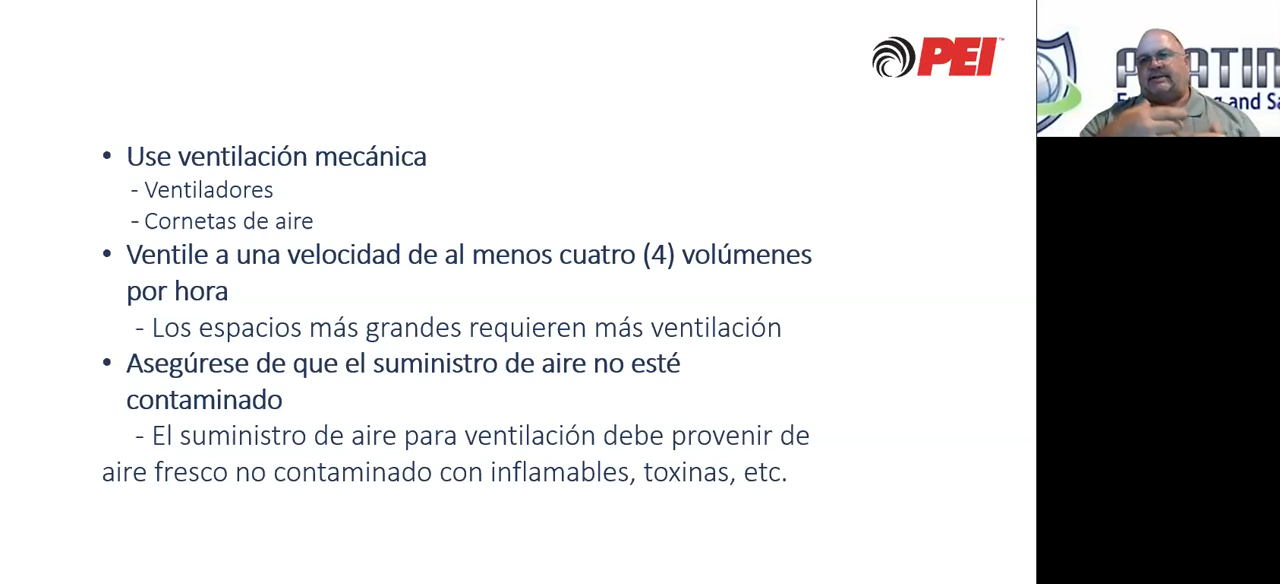 PEI
• Use ventilación mecánica
- Ventiladores
- Cornetas de aire
• Ventile a una velocidad de al menos cuatro (4) volúmenes
por hora
- Los espacios más grandes requieren más ventilación
• Asegúrese de que el suministro de aire no esté
contaminado
- El suministro de aire para ventilación debe provenir de
aire fresco no contaminado con inflamables, toxinas, etc.
and Sa